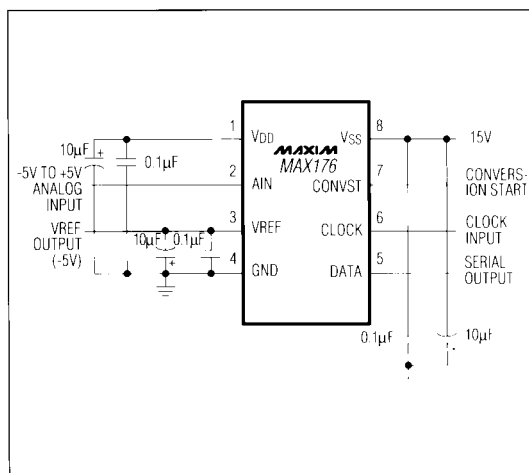 1 VDD
MAXIM
MAX176
VSS 8
15V
10µF +
0.1µF
-5V TO +5V
ANALOG
INPUT
2 AIN
CONVST 7
CONVERS-
ION START
VREF
OUTPUT
(-5V)
3 VREF
CLOCK 6
CLOCK
INPUT
10µF
0.1µF
+
4 GND
DATA 5
SERIAL
OUTPUT
0.1µF
10µF